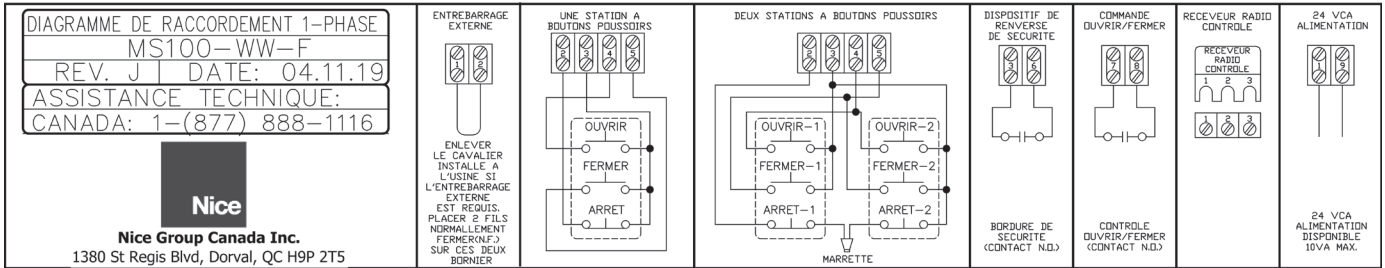 DIAGRAMME DE RACCORDEMENT 1-PHASE
MS100-WW-F
REV. J DATE: 04.11.19
ASSISTANCE TECHNIQUE:
CANADA: 1-(877) 888-1116
Nice
Nice Group Canada Inc.
1380 St Regis Blvd, Dorval, QC H9P 2T5
ENTREBARRAGE
EXTERNE
1 2
ENLEVER
LE CAVALIER
INSTALLE A
L'USINE SI
L'ENTREBARRAGE
EXTERNE
EST REQUIS.
PLACER 2 FILS
NORMALLEMENT
FERMER(N.F.)
SUR CES DEUX
BORNIER
UNE STATION A
BOUTONS POUSSOIRS
2 3 4 5
OUVRIR
FERMER
ARRET
DEUX STATIONS A BOUTONS POUSSOIRS
2 3 4 5
OUVRIR-1 OUVRIR-2
FERMER-1 FERMER-2
ARRET-1 ARRET-2
MARRETTE
DISPOSITIF DE
RENVERSE
DE SECURITE
3 6
BORDURE DE
SECURITE
(CONTACT N.O.)
COMMANDE
OUVRIR/FERMER
7 8
CONTROLE
OUVRIR/FERMER
(CONTACT N.O.)
RECEVEUR RADIO
CONTROLE
RECEVEUR
RADIO
CONTROLE
1 2 3
1 2 3
24 VCA
ALIMENTATION
1 9
24 VCA
ALIMENTATION
DISPONIBLE
10VA MAX.